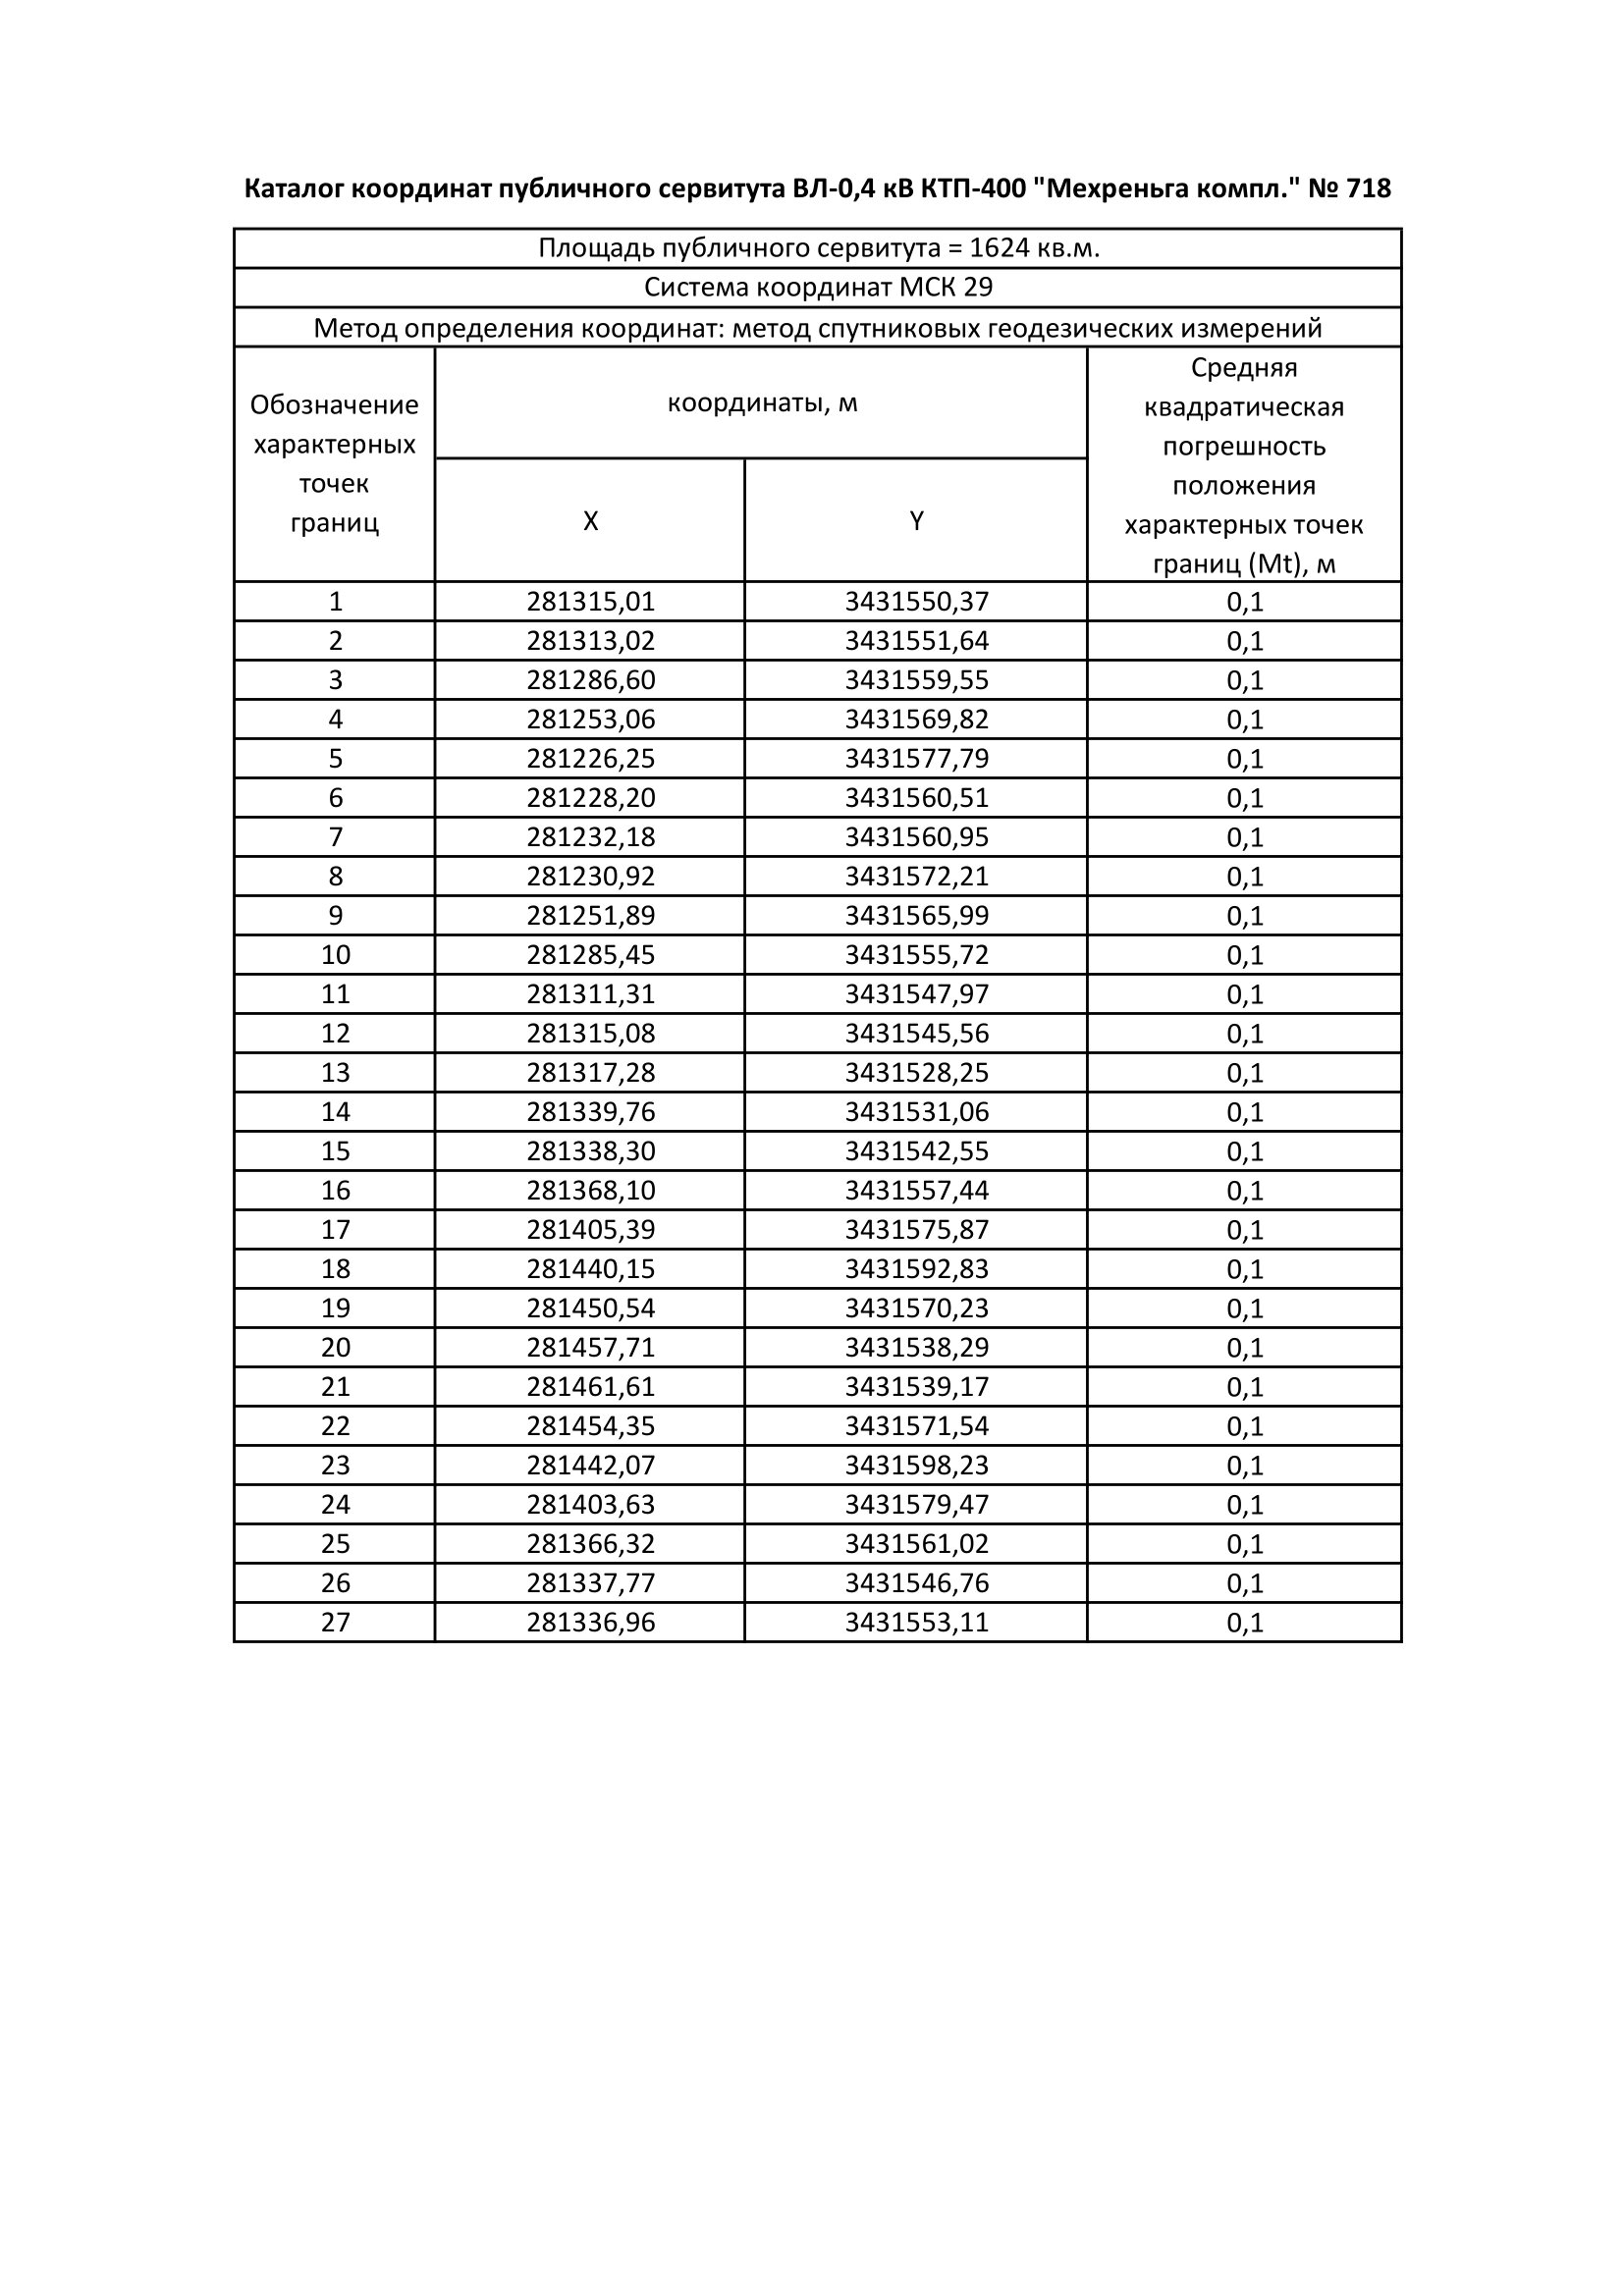 Каталог координат публичного сервитута ВЛ-0,4 кВ КТП-400 "Мехреньга компл." № 718
Площадь публичного сервитута = 1624 кв.м.
Система координат МСК 29
Метод определения координат: метод спутниковых геодезических измерений
Обозначение
характерных
точек
границ
координаты, м
X
Y
Средняя
квадратическая
погрешность
положения
характерных точек
границ (Mt), м
1 281315,01 3431550,37 0,1
2 281313,02 3431551,64 0,1
3 281286,60 3431559,55 0,1
4 281253,06 3431569,82 0,1
5 281226,25 3431577,79 0,1
6 281228,20 3431560,51 0,1
7 281232,18 3431560,95 0,1
8 281230,92 3431572,21 0,1
9 281251,89 3431565,99 0,1
10 281285,45 3431555,72 0,1
11 281311,31 3431547,97 0,1
12 281315,08 3431545,56 0,1
13 281317,28 3431528,25 0,1
14 281339,76 3431531,06 0,1
15 281338,30 3431542,55 0,1
16 281368,10 3431557,44 0,1
17 281405,39 3431575,87 0,1
18 281440,15 3431592,83 0,1
19 281450,54 3431570,23 0,1
20 281457,71 3431538,29 0,1
21 281461,61 3431539,17 0,1
22 281454,35 3431571,54 0,1
23 281442,07 3431598,23 0,1
24 281403,63 3431579,47 0,1
25 281366,32 3431561,02 0,1
26 281337,77 3431546,76 0,1
27 281336,96 3431553,11 0,1